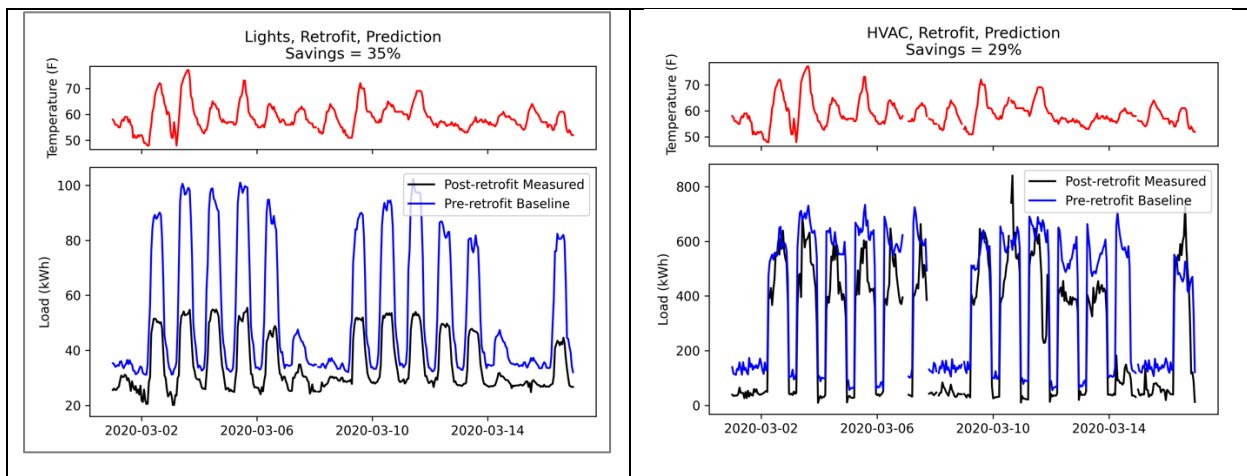 Lights, Retrofit, Prediction
Savings = 35%
Temperature (F)
70
60
50
Load (kWh)
100
80
60
40
20
Post-retrofit Measured
Pre-retrofit Baseline
2020-03-02
2020-03-06
2020-03-10
2020-03-14
HVAC, Retrofit, Prediction
Savings = 29%
Temperature (F)
70
60
50
Load (kWh)
800
600
400
200
0
Post-retrofit Measured
Pre-retrofit Baseline
2020-03-02
2020-03-06
2020-03-10
2020-03-14